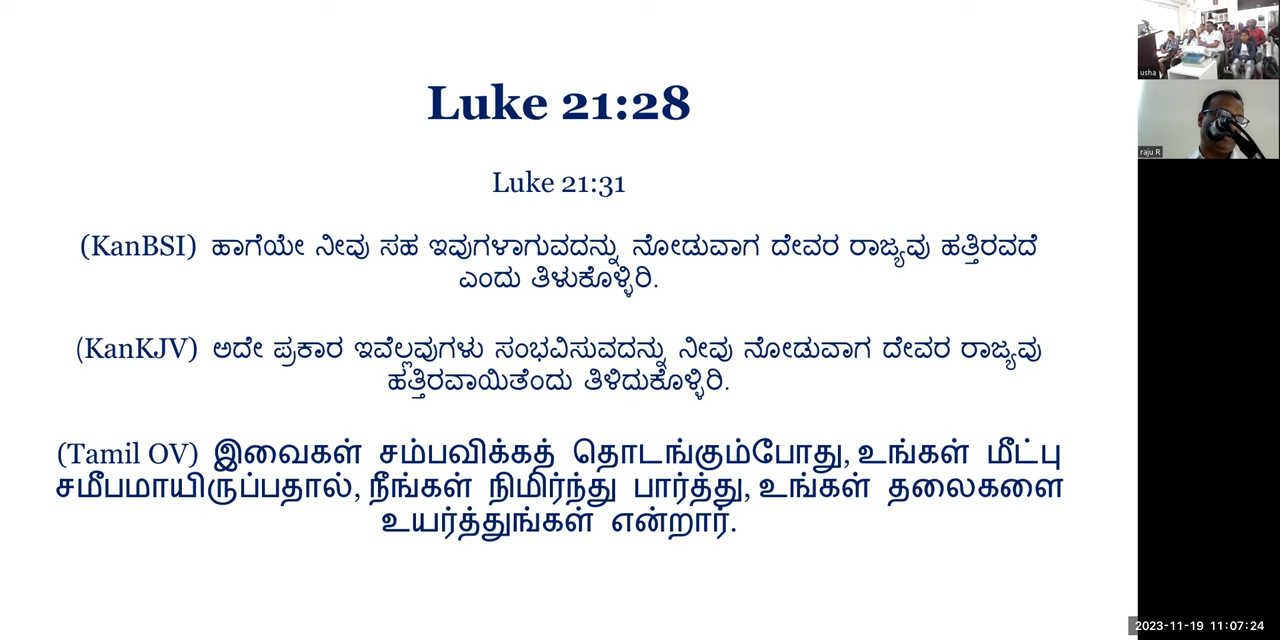 Luke 21:28
Luke 21:31
(KanBSI) ಹಾಗೆಯೇ ನೀವು ಸಹ ಇವುಗಳಾಗುವದನ್ನು ನೋಡುವಾಗ ದೇವರ ರಾಜ್ಯವು ಹತ್ತಿರವದೆ
ಎಂದು ತಿಳುಕೊಳ್ಳಿರಿ.
(KanKJV) ಅದೇ ಪ್ರಕಾರ ಇವೆಲ್ಲವುಗಳು ಸಂಭವಿಸುವದನ್ನು ನೀವು ನೋಡುವಾಗ ದೇವರ ರಾಜ್ಯವು
ಹತ್ತಿರವಾಯಿತೆಂದು ತಿಳಿದುಕೊಳ್ಳಿರಿ.
(Tamil OV) இவைகள் சம்பவிக்கத் தொடங்கும்போது, உங்கள் மீட்பு
சமீபமாயிருப்பதால், நீங்கள் நிமிர்ந்து பார்த்து, உங்கள் தலைகளை
உயர்த்துங்கள் என்றார்.
usha
raju R
2023-11-19 11:07:24